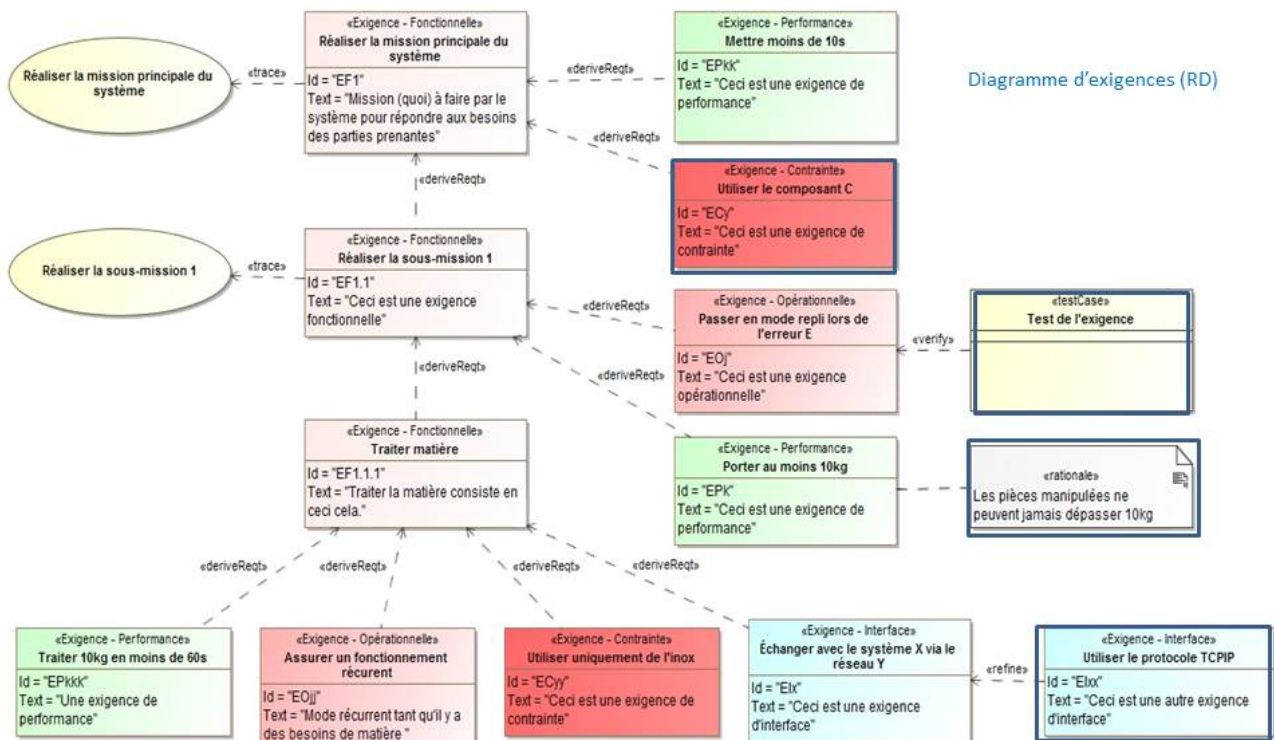 «Exigence - Fonctionnelle»
Réaliser la mission principale du
système
Id = "EF1"
Text = "Mission (quoi) à faire par le
système pour répondre aux besoins
des parties prenantes"
«Exigence - Performance»
Mettre moins de 10s
Id = "EPkk"
Text = "Ceci est une exigence de
performance"
Diagramme d'exigences (RD)
Réaliser la mission principale du
système
«trace»
«deriveReqt»
«deriveReqt»
«deriveReqt»
«Exigence - Contrainte»
Utiliser le composant C
Id = "ECy"
Text = "Ceci est une exigence de
contrainte"
Réaliser la sous-mission 1
«trace»
«Exigence - Fonctionnelle»
Réaliser la sous-mission 1
Id = "EF1.1"
Text = "Ceci est une exigence
fonctionnelle"
«deriveReqt»
«Exigence - Opérationnelle»
Passer en mode repli lors de
l'erreur E
Id = "EOj"
Text = "Ceci est une exigence
opérationnelle"
«verify»
«testCase»
Test de l'exigence
«deriveReqt»
«deriveReqt»
«Exigence - Fonctionnelle»
Traiter matière
Id = "EF1.1.1"
Text = "Traiter la matière consiste en
ceci cela."
«Exigence - Performance»
Porter au moins 10kg
Id = "EPk"
Text = "Ceci est une exigence de
performance"
«rationale»
Les pièces manipulées ne
peuvent jamais dépasser 10kg
«deriveReqt»
«deriveReqt»
«deriveReqt»
«deriveReqt»
«Exigence - Performance»
Traiter 10kg en moins de 60s
Id = "EPkkk"
Text = "Une exigence de
performance"
«Exigence - Opérationnelle»
Assurer un fonctionnement
récurent
Id = "EOjj"
Text = "Mode récurrent tant qu'il y a
des besoins de matière "
«Exigence - Contrainte»
Utiliser uniquement de l'inox
Id = "ECyy"
Text = "Ceci est une exigence de
contrainte"
«Exigence - Interface»
Échanger avec le système X via le
réseau Y
Id = "EIx"
Text = "Ceci est une exigence
d'interface"
«refine»
«Exigence - Interface»
Utiliser le protocole TCPIP
Id = "EIxx"
Text = "Ceci est une autre exigence
d'interface"